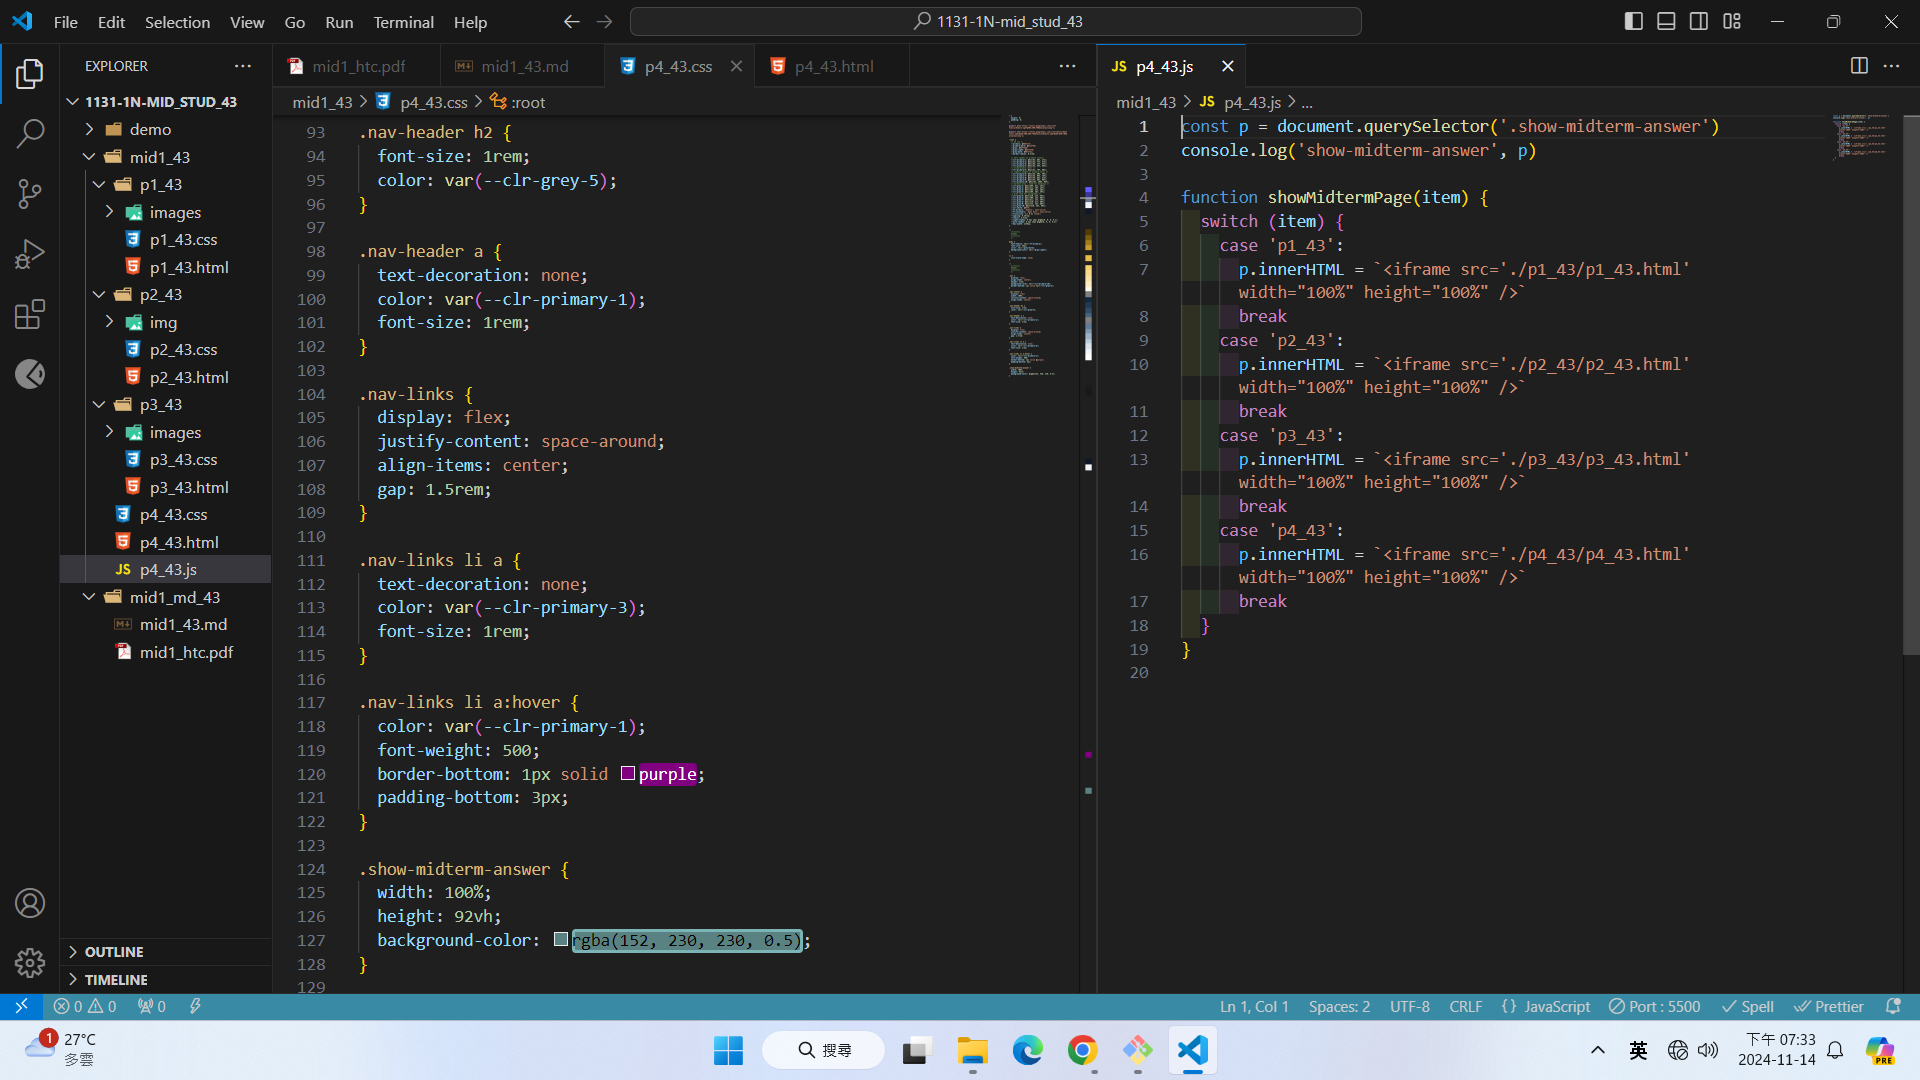 File Edit Selection View Go Run Terminal Help
1131-1N-mid_stud_43
EXPLORER
1131-1N-MID_STUD_43
demo
mid1_43
p1_43
images
p1_43.css
p1_43.html
p2_43
img
p2_43.css
p2_43.html
p3_43
images
p3_43.css
p3_43.html
p4_43.css
p4_43.html
JS p4_43.js
mid1_md_43
mid1_43.md
mid1_htc.pdf
OUTLINE
TIMELINE
mid1_htc.pdf mid1_43.md p4_43.css p4_43.html
mid1_43 > p4_43.css > :root
93 .nav-header h2 {
94 font-size: 1rem;
95 color: var(--clr-grey-5);
96 }
97
98 .nav-header a {
99 text-decoration: none;
100 color: var(--clr-primary-1);
101 font-size: 1rem;
102 }
103
104 .nav-links {
105 display: flex;
106 justify-content: space-around;
107 align-items: center;
108 gap: 1.5rem;
109 }
110
111 .nav-links li a {
112 text-decoration: none;
113 color: var(--clr-primary-3);
114 font-size: 1rem;
115 }
116
117 .nav-links li a:hover {
118 color: var(--clr-primary-1);
119 font-weight: 500;
120 border-bottom: 1px solid purple;
121 padding-bottom: 3px;
122 }
123
124 .show-midterm-answer {
125 width: 100%;
126 height: 92vh;
127 background-color: rgba(152, 230, 230, 0.5);
128 }
129
JS p4_43.js
mid1_43 > JS p4_43.js > ...
1 const p = document.querySelector('.show-midterm-answer')
2 console.log('show-midterm-answer', p)
3
4 function showMidtermPage(item) {
5 switch (item) {
6 case 'p1_43':
7 p.innerHTML = `<iframe src='./p1_43/p1_43.html'
width="100%" height="100%" />`
8 break
9 case 'p2_43':
10 p.innerHTML = `<iframe src='./p2_43/p2_43.html'
width="100%" height="100%" />`
11 break
12 case 'p3_43':
13 p.innerHTML = `<iframe src='./p3_43/p3_43.html'
width="100%" height="100%" />`
14 break
15 case 'p4_43':
16 p.innerHTML = `<iframe src='./p4_43/p4_43.html'
width="100%" height="100%" />`
17 break
18 }
19 }
20
0 0 0 Ln 1, Col 1 Spaces: 2 UTF-8 CRLF {} JavaScript Port : 5500 Spell Prettier
1 27°C
多雲
搜尋
英
下午 07:33
2024-11-14
PRE